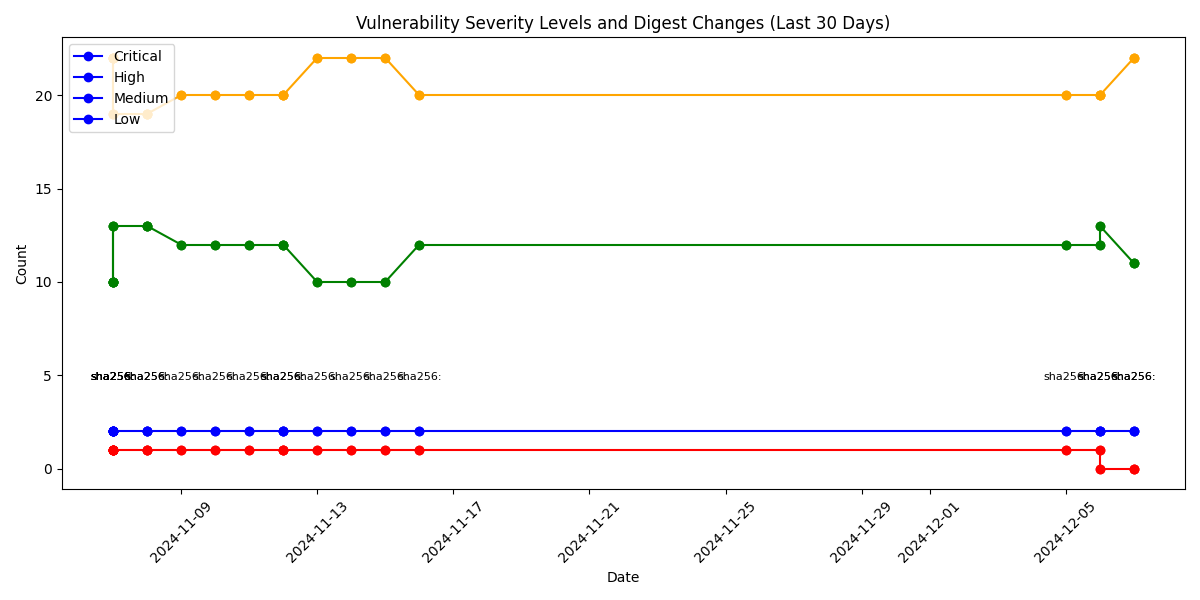 Vulnerability Severity Levels and Digest Changes (Last 30 Days)
Critical
High
Medium
Low
20
15
10
5
0
Count
sha256: sha256: sha256: sha256: sha256: sha256: sha256: sha256: sha256: sha256: sha256: sha256: sha256:
2024-11-09 2024-11-13 2024-11-17 2024-11-21 2024-11-25 2024-11-29 2024-12-01 2024-12-05
Date